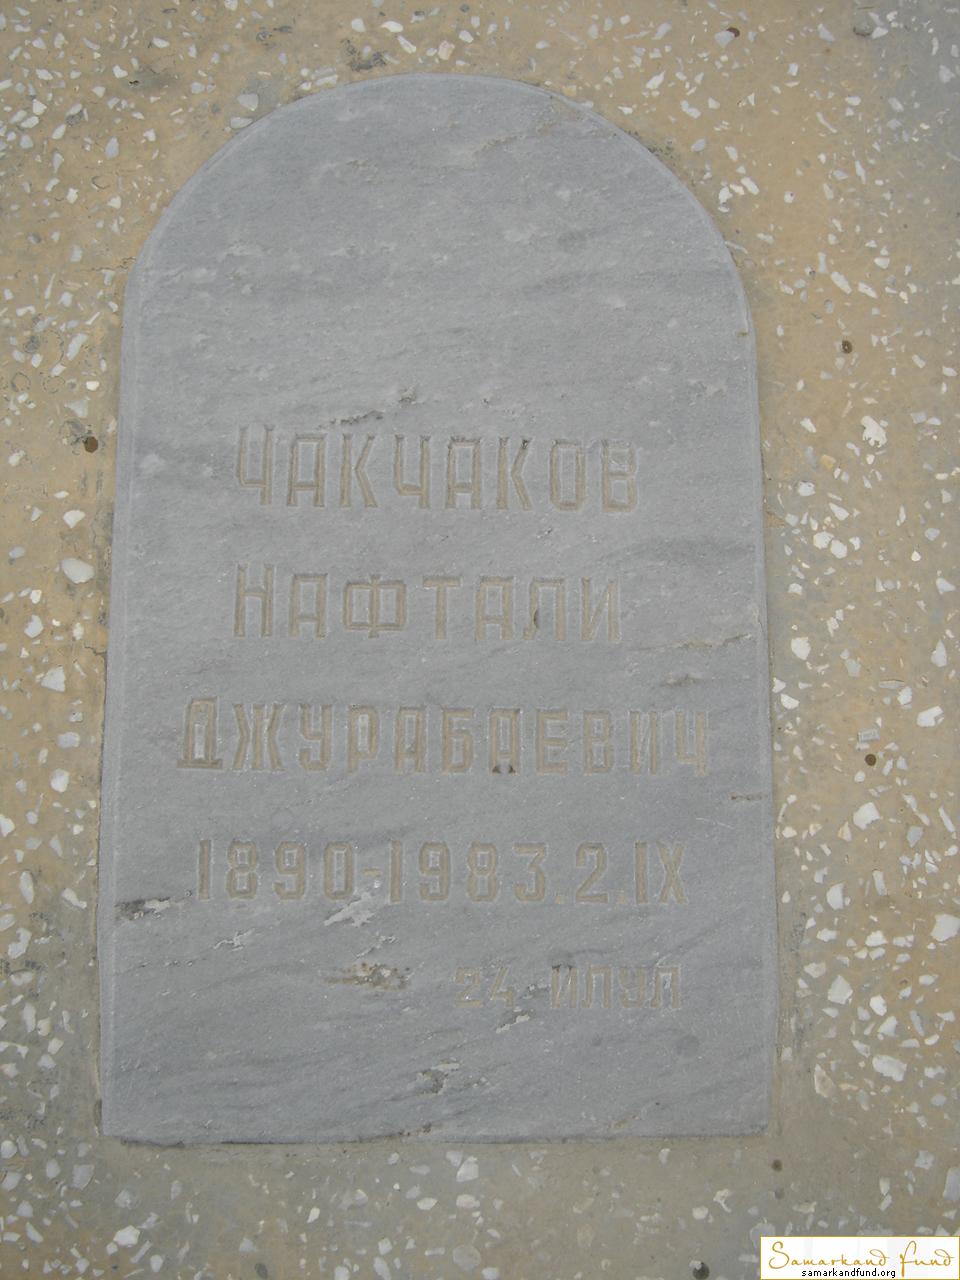 ЧАКЧАКОВ
НАФТАЛИ
ДЖУРАБАЕВИЧ
1890-1983.2.IX
24 ИЛУЛ
Samarkand Fund
samarkandfund.org